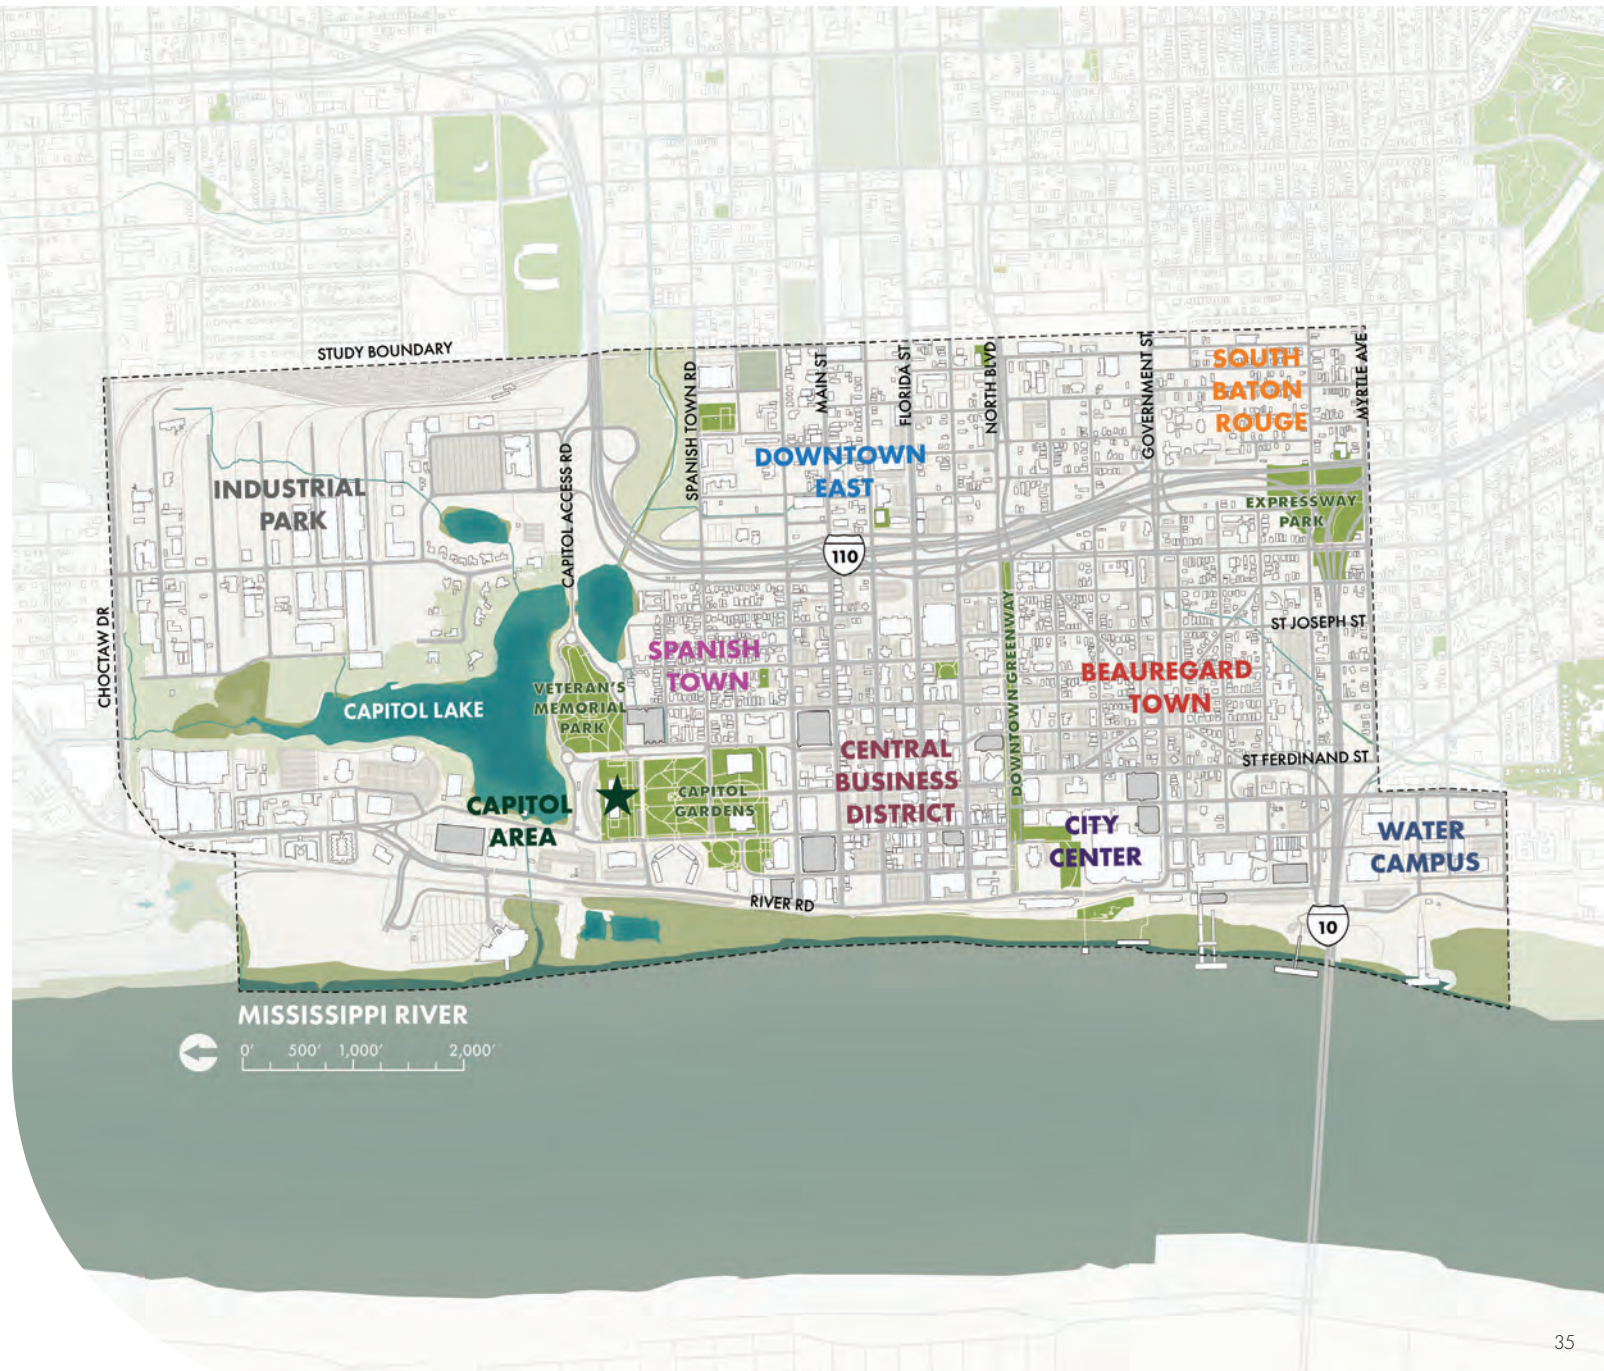 STUDY BOUNDARY
CHOCTAW DR
INDUSTRIAL
PARK
CAPITOL ACCESS RD
SPANISH TOWN RD
MAIN ST
FLORIDA ST
NORTH BLVD
GOVERNMENT ST
MYRTLE AVE
SOUTH
BATON
ROUGE
DOWNTOWN
EAST
EXPRESSWAY
PARK
110
ST JOSEPH ST
SPANISH
TOWN
BEAUREGARD
TOWN
DOWNTOWN GREENWAY
VETERAN'S
MEMORIAL
PARK
CAPITOL LAKE
CENTRAL
BUSINESS
DISTRICT
ST FERDINAND ST
CAPITOL
GARDENS
CAPITOL
AREA
CITY
CENTER
WATER
CAMPUS
RIVER RD
10
MISSISSIPPI RIVER
0' 500' 1,000' 2,000'
35